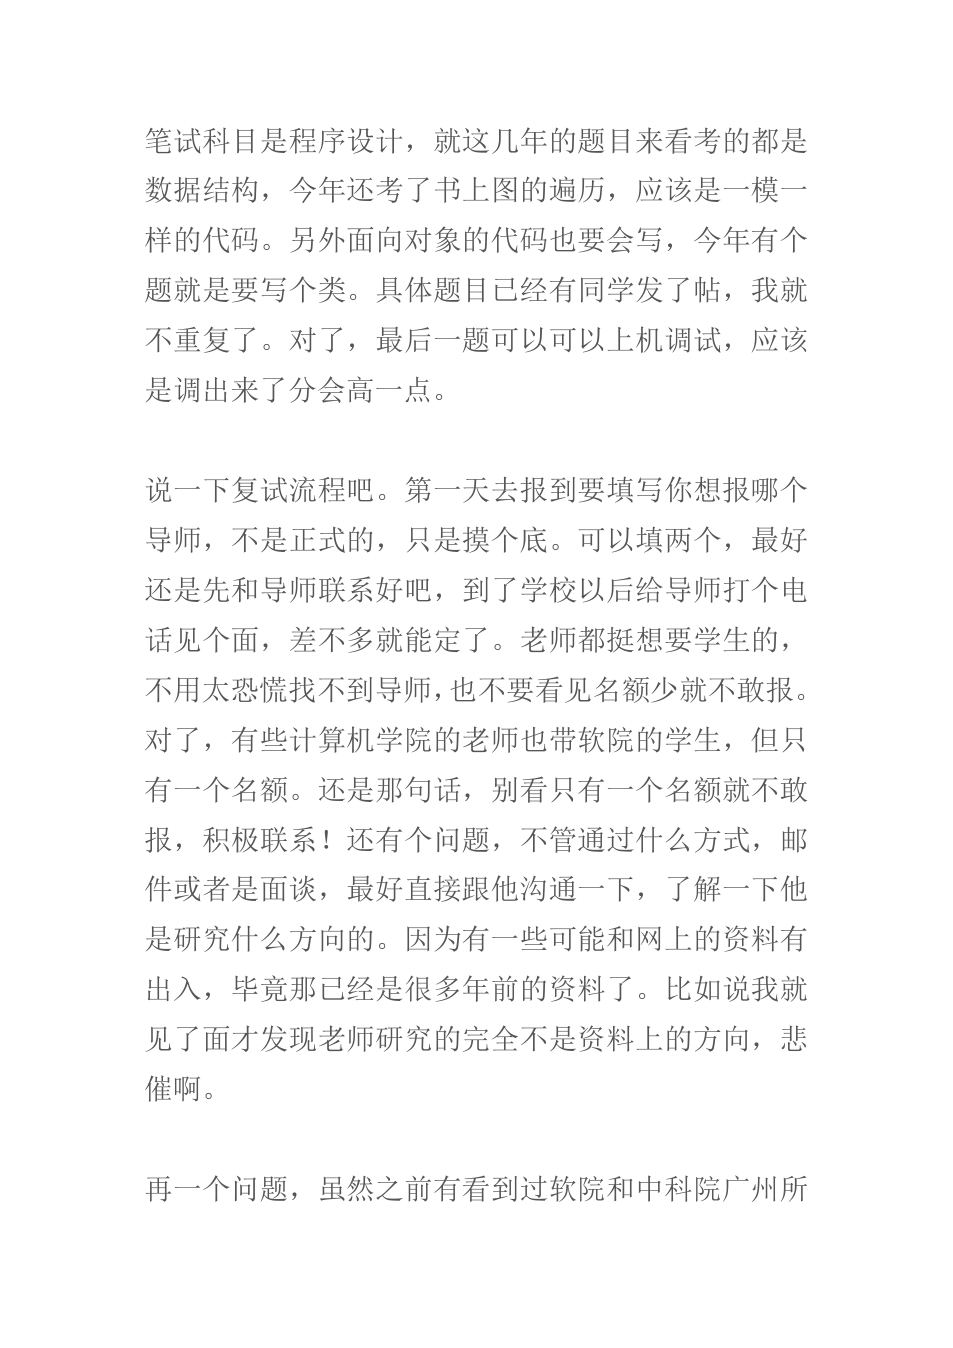 笔试科目是程序设计，就这几年的题目来看考的都是
数据结构，今年还考了书上图的遍历，应该是一模一
样的代码。另外面向对象的代码也要会写，今年有个
题就是要写个类。具体题目已经有同学发了帖，我就
不重复了。对了，最后一题可以可以上机调试，应该
是调出来了分会高一点。
说一下复试流程吧。第一天去报到要填写你想报哪个
导师，不是正式的，只是摸个底。可以填两个，最好
还是先和导师联系好吧，到了学校以后给导师打个电
话见个面，差不多就能定了。老师都挺想要学生的，
不用太恐慌找不到导师，也不要看见名额少就不敢报。
对了，有些计算机学院的老师也带软院的学生，但只
有一个名额。还是那句话，别看只有一个名额就不敢
报，积极联系！还有个问题，不管通过什么方式，邮
件或者是面谈，最好直接跟他沟通一下，了解一下他
是研究什么方向的。因为有一些可能和网上的资料有
出入，毕竟那已经是很多年前的资料了。比如说我就
见了面才发现老师研究的完全不是资料上的方向，悲
催啊。
再一个问题，虽然之前有看到过软院和中科院广州所